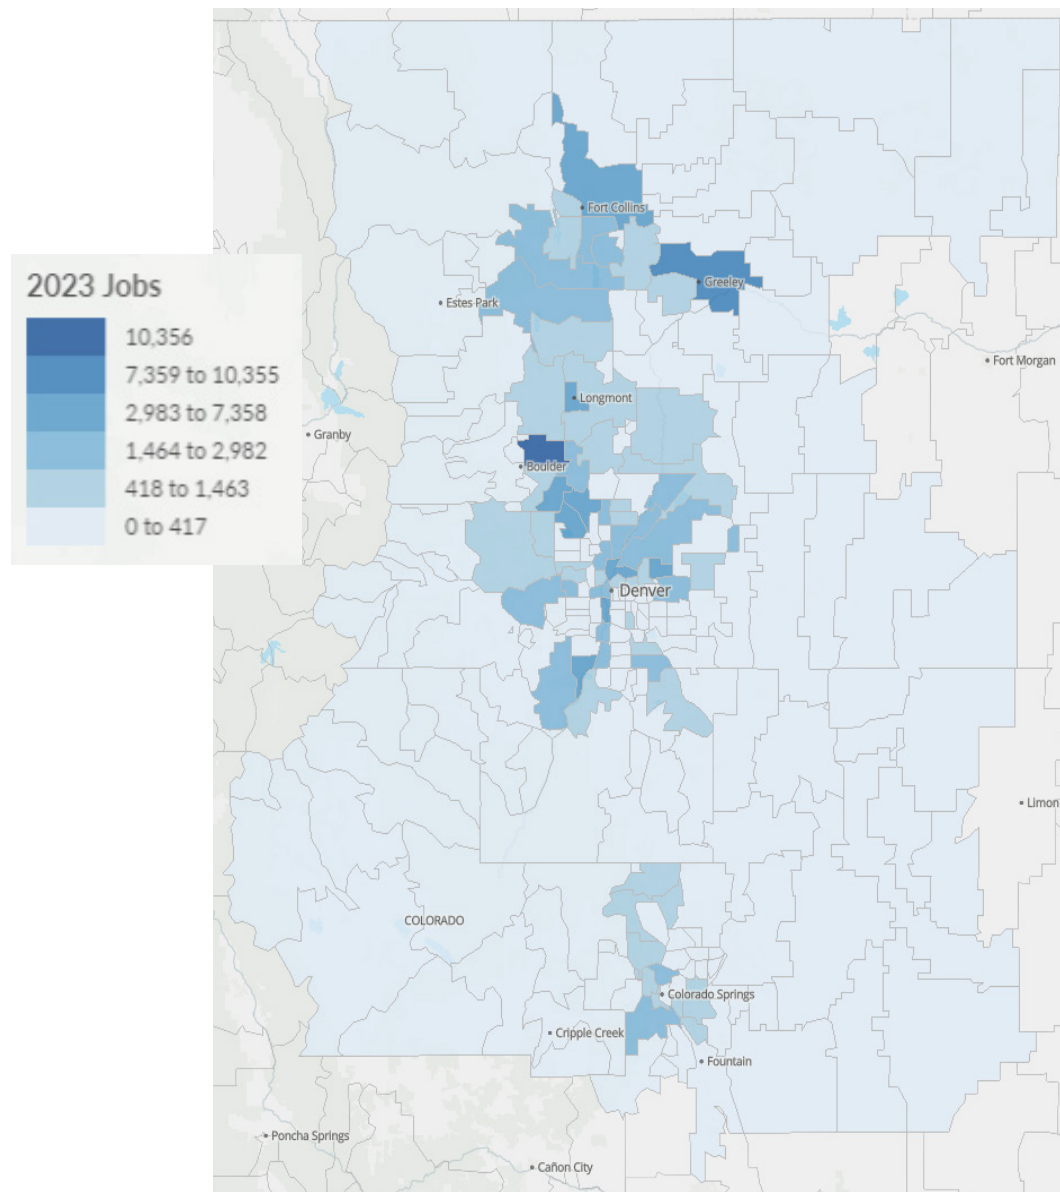 Fort Collins
2023 Jobs
Greeley
Estes Park
10,356
7,359 to 10,355
Fort Morgan
2,983 to 7,358
Longmont
Granby
1,464 to 2,982
Boulder
418 to 1,463
0 to 417
Denver
Limon
COLORADO
Colorado Springs
Cripple Creek
Fountain
Poncha Springs
Cañon City